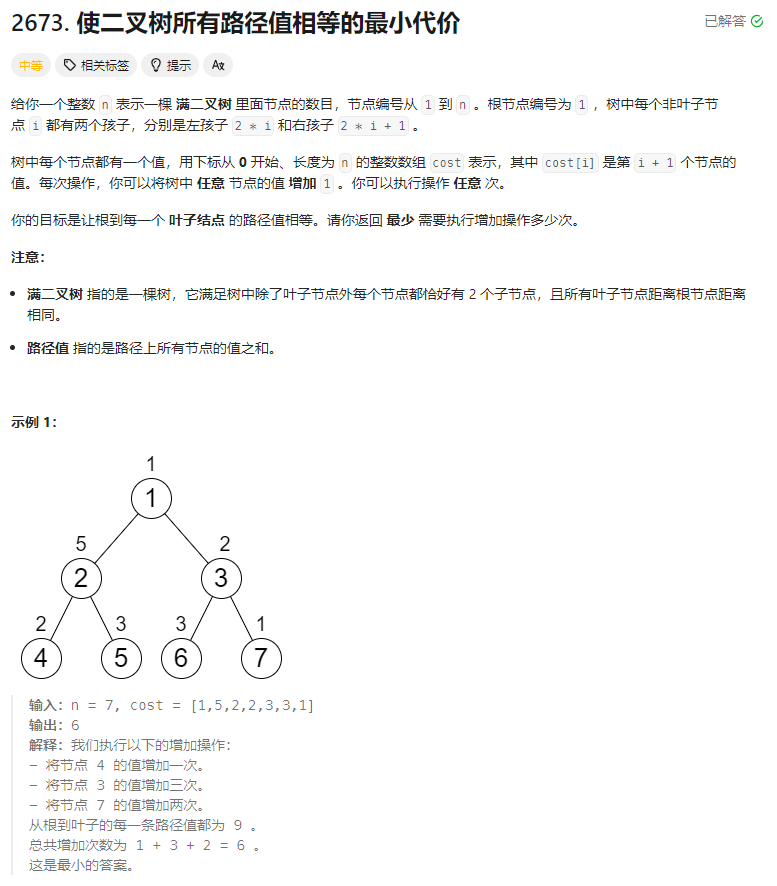 2673. 使二叉树所有路径值相等的最小代价
已解答
中等 相关标签 提示 Aあ
给你一个整数 n 表示一棵 满二叉树 里面节点的数目，节点编号从 1 到 n 。根节点编号为 1 ，树中每个非叶子节
点 i 都有两个孩子，分别是左孩子 2 * i 和右孩子 2 * i + 1 。
树中每个节点都有一个值，用下标从 0 开始、长度为 n 的整数数组 cost 表示，其中 cost[i] 是第 i + 1 个节点的
值。每次操作，你可以将树中 任意 节点的值 增加 1 。你可以执行操作 任意 次。
你的目标是让根到每一个 叶子结点 的路径值相等。请你返回 最少 需要执行增加操作多少次。
注意：
满二叉树 指的是一棵树，它满足树中除了叶子节点外每个节点都恰好有 2 个子节点，且所有叶子节点距离根节点距离
相同。
路径值 指的是路径上所有节点的值之和。
示例 1：
1
1
5 2
2 3
2 3 3 1
4 5 6 7
输入：n = 7, cost = [1,5,2,2,3,3,1]
输出：6
解释：我们执行以下的增加操作：
- 将节点 4 的值增加一次。
- 将节点 3 的值增加三次。
- 将节点 7 的值增加两次。
从根到叶子的每一条路径值都为 9 。
总共增加次数为 1 + 3 + 2 = 6 。
这是最小的答案。